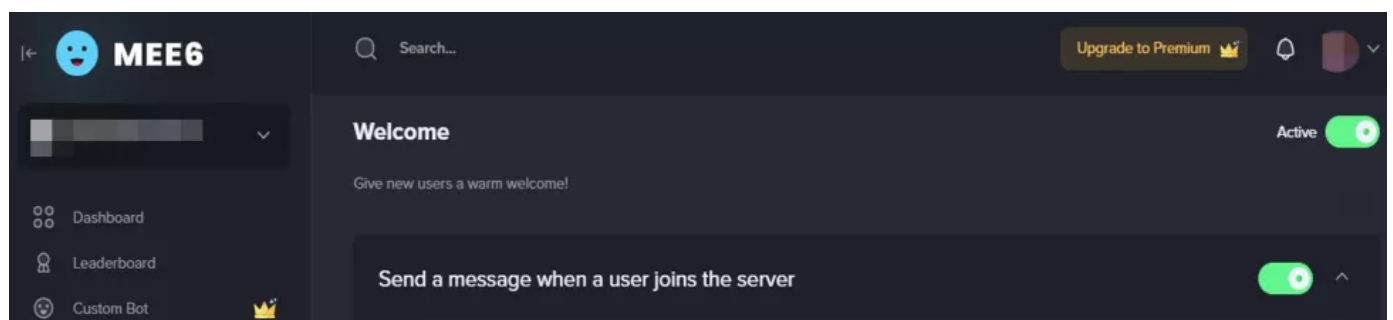 MEE6
Search...
Upgrade to Premium
Welcome
Active
Give new users a warm welcome!
Dashboard
Leaderboard
Send a message when a user joins the server
Custom Bot